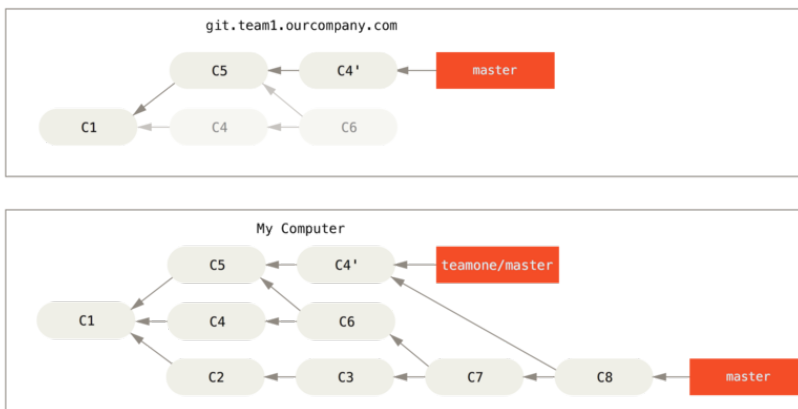 git.team1.ourcompany.com
C5 C4' master
C1 C4 C6
My Computer
C5 C4' teamone/master
C1 C4 C6
C2 C3 C7 C8 master